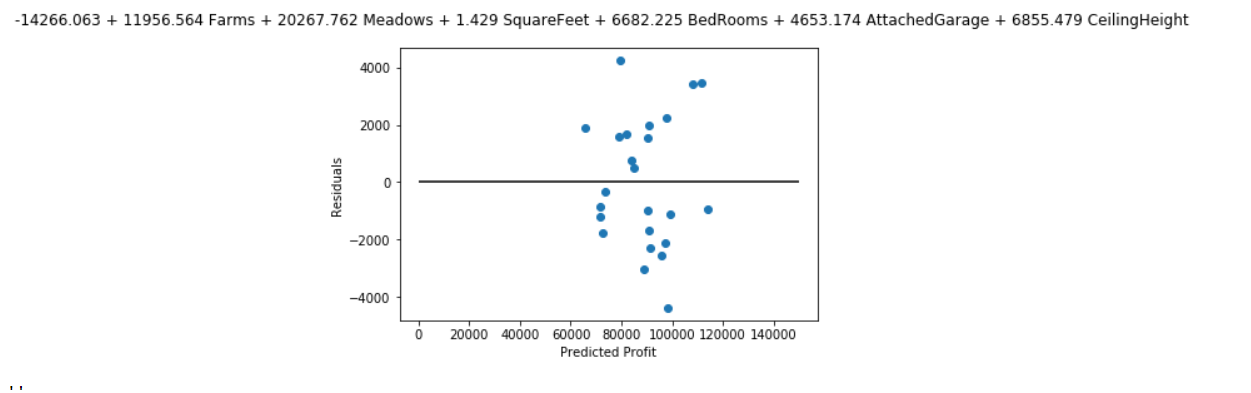 -14266.063 + 11956.564 Farms + 20267.762 Meadows + 1.429 SquareFeet + 6682.225 BedRooms + 4653.174 AttachedGarage + 6855.479 CeilingHeight
4000
2000
0
−2000
−4000
Residuals
0 20000 40000 60000 80000 100000 120000 140000
Predicted Profit
''